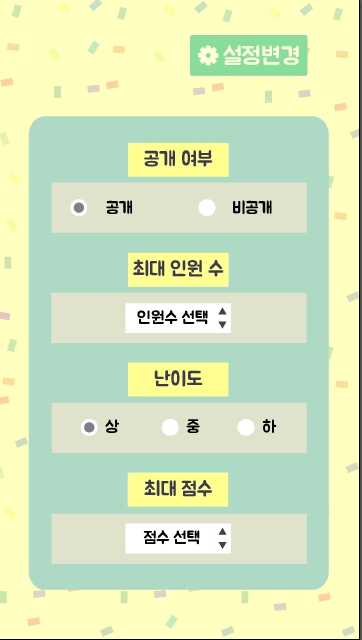 설정변경
공개 여부
공개 비공개
최대 인원 수
인원수 선택
난이도
상 중 하
최대 점수
점수 선택